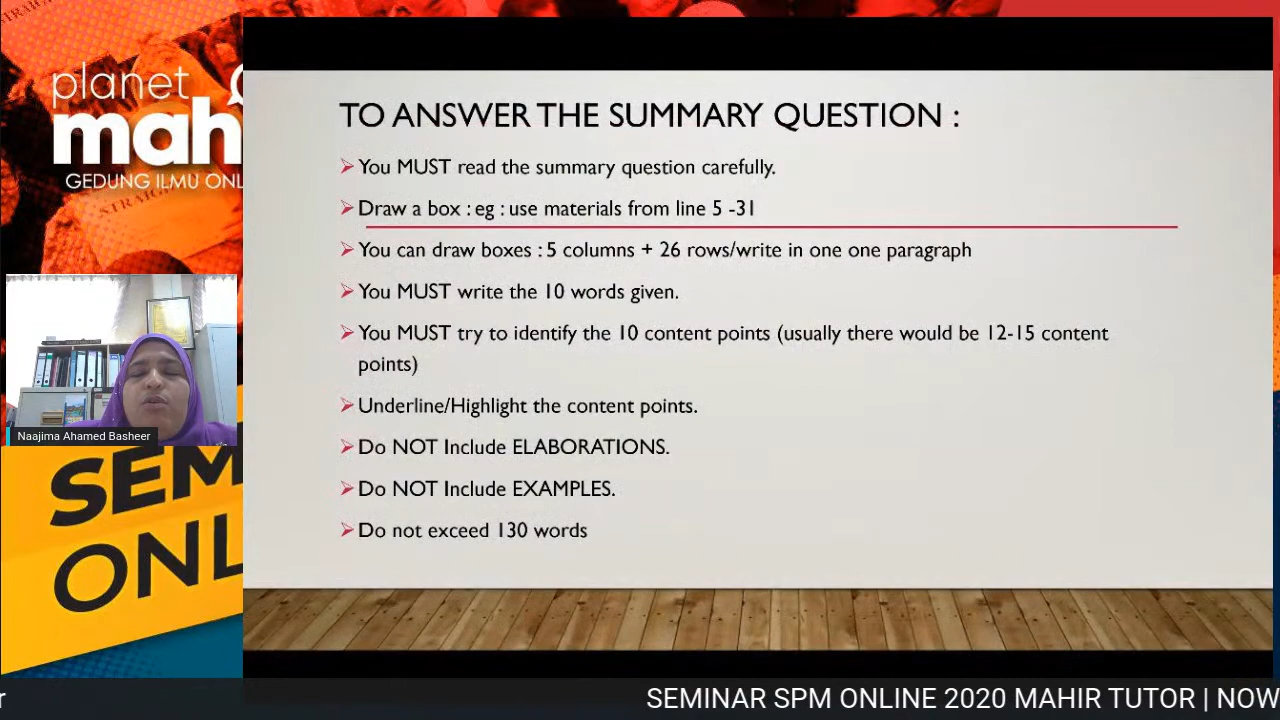 planet
mah
GEDUNG ILMU ONL
TO ANSWER THE SUMMARY QUESTION :
You MUST read the summary question carefully.
Draw a box : eg : use materials from line 5 -31
You can draw boxes : 5 columns + 26 rows/write in one one paragraph
You MUST write the 10 words given.
You MUST try to identify the 10 content points (usually there would be 12-15 content
points)
Underline/Highlight the content points.
Do NOT Include ELABORATIONS.
Do NOT Include EXAMPLES.
Do not exceed 130 words
Naajima Ahamed Basheer
SEM
ONL
r
SEMINAR SPM ONLINE 2020 MAHIR TUTOR | NOW